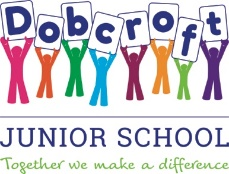 Dobcroft
JUNIOR SCHOOL
Together we make a difference